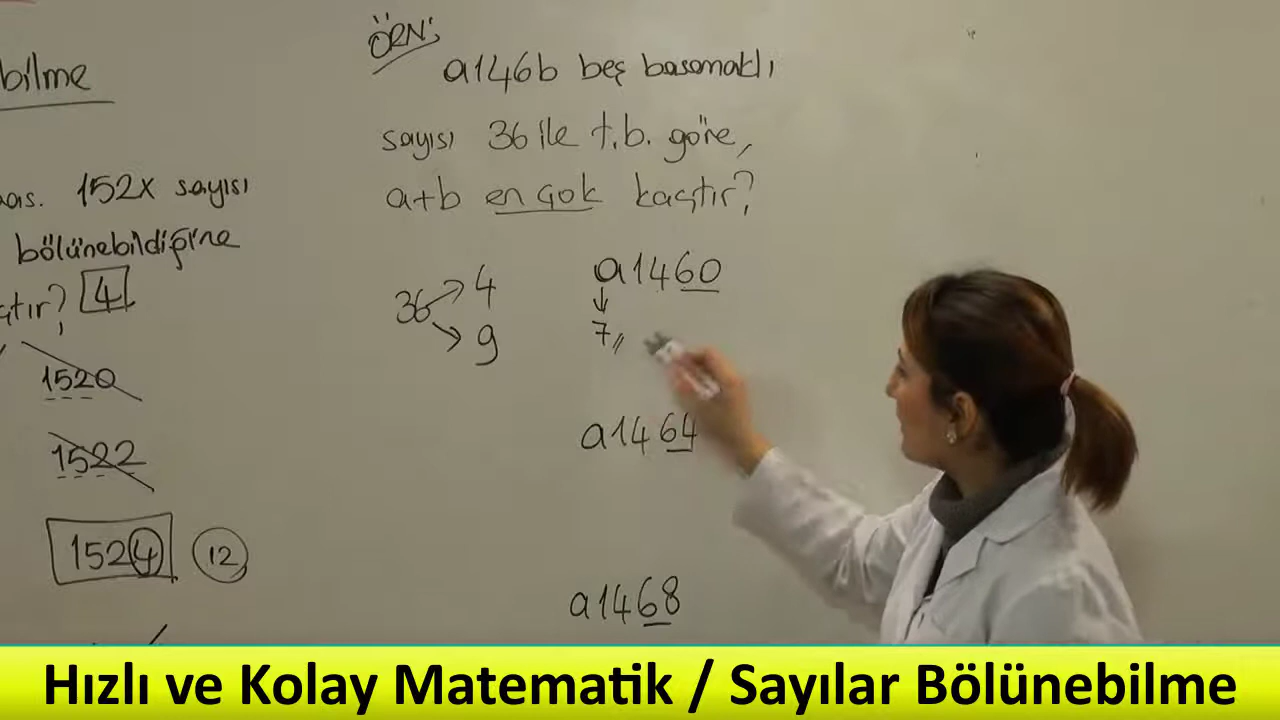 bilme
152x sayısı
bölünebildiğine
4
1520
1522
1524 12
ÖRN;
a146b beş basamaklı
sayısı 36 ile t.b. göre,
a+b en çok kaçtır?
36 4
9
a1460
7
a1464
a1468
Hızlı ve Kolay Matematik / Sayılar Bölünebilme